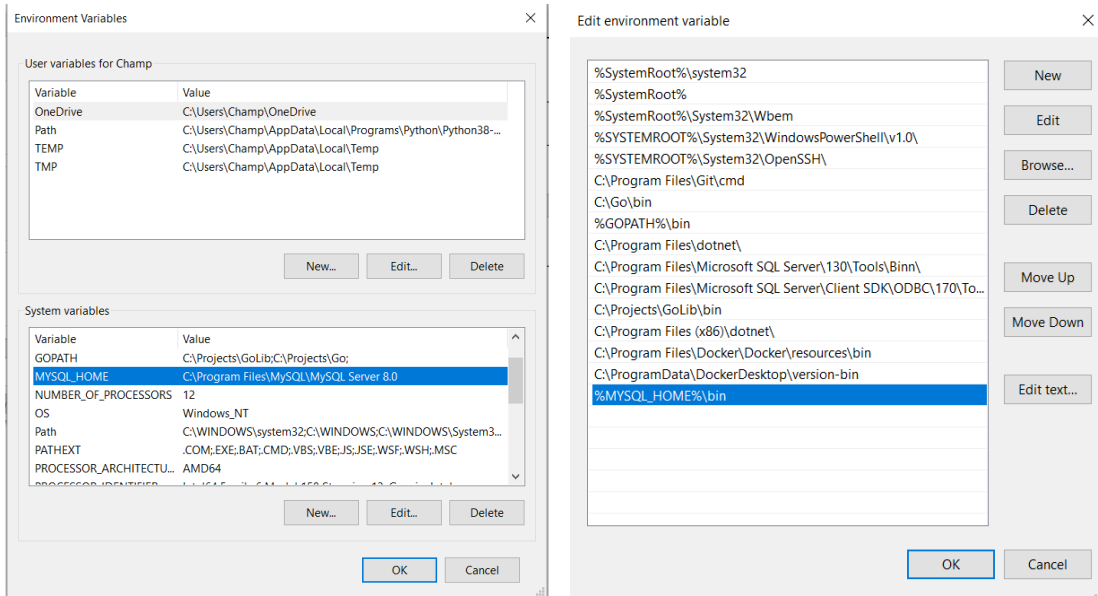 Environment Variables
User variables for Champ
Variable Value
OneDrive C:\Users\Champ\OneDrive
Path C:\Users\Champ\AppData\Local\Programs\Python\Python38-...
TEMP C:\Users\Champ\AppData\Local\Temp
TMP C:\Users\Champ\AppData\Local\Temp
New... Edit... Delete
System variables
Variable Value
GOPATH C:\Projects\GoLib;C:\Projects\Go;
MYSQL_HOME C:\Program Files\MySQL\MySQL Server 8.0
NUMBER_OF_PROCESSORS 12
OS Windows_NT
Path C:\WINDOWS\system32;C:\WINDOWS;C:\WINDOWS\System3...
PATHEXT .COM;.EXE;.BAT;.CMD;.VBS;.VBE;.JS;.JSE;.WSF;.WSH;.MSC
PROCESSOR_ARCHITECTU... AMD64
New... Edit... Delete
OK Cancel
Edit environment variable
%SystemRoot%\system32
%SystemRoot%
%SystemRoot%\System32\Wbem
%SYSTEMROOT%\System32\WindowsPowerShell\v1.0\
%SYSTEMROOT%\System32\OpenSSH\
C:\Program Files\Git\cmd
C:\Go\bin
%GOPATH%\bin
C:\Program Files\dotnet\
C:\Program Files\Microsoft SQL Server\130\Tools\Binn\
C:\Program Files\Microsoft SQL Server\Client SDK\ODBC\170\To...
C:\Projects\GoLib\bin
C:\Program Files (x86)\dotnet\
C:\Program Files\Docker\Docker\resources\bin
C:\ProgramData\DockerDesktop\version-bin
%MYSQL_HOME%\bin
New
Edit
Browse...
Delete
Move Up
Move Down
Edit text...
OK Cancel